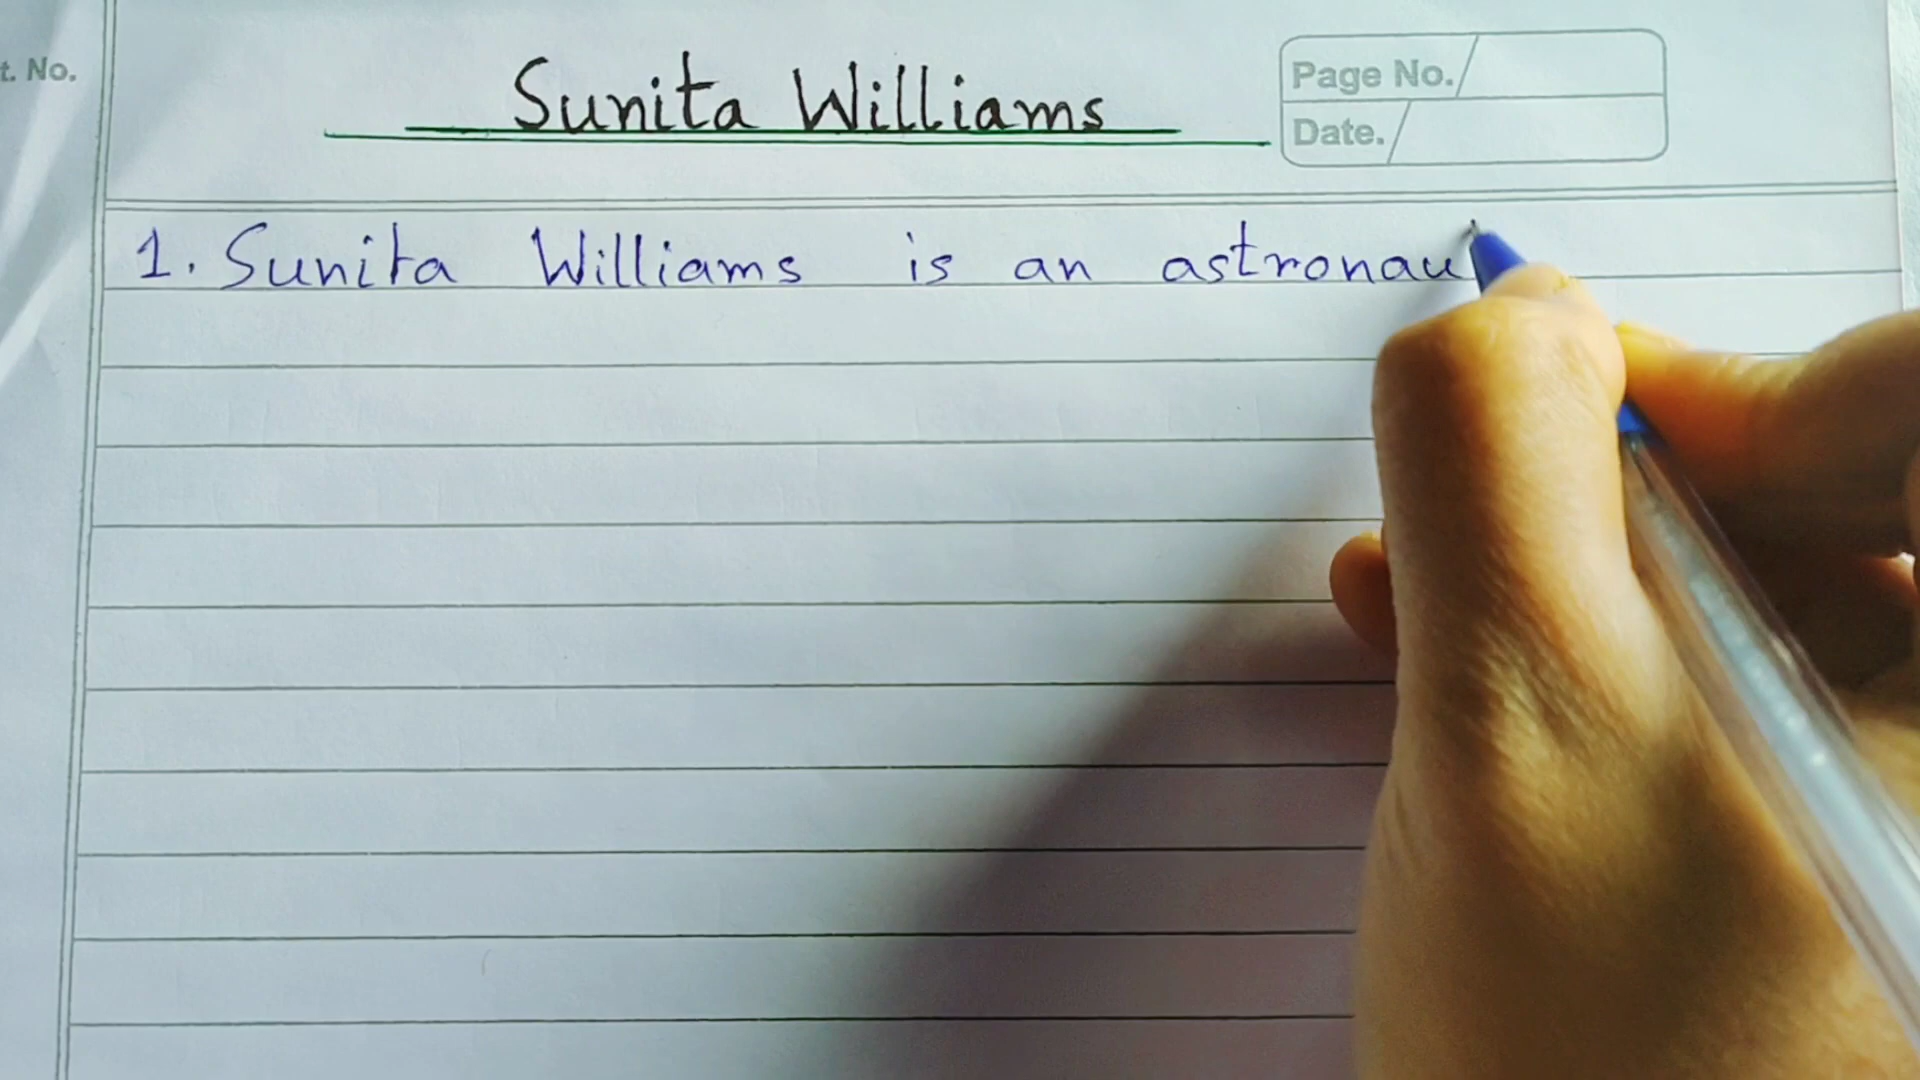 t. No.
Sunita Williams
Page No.
Date.
1. Sunita Williams is an astronau